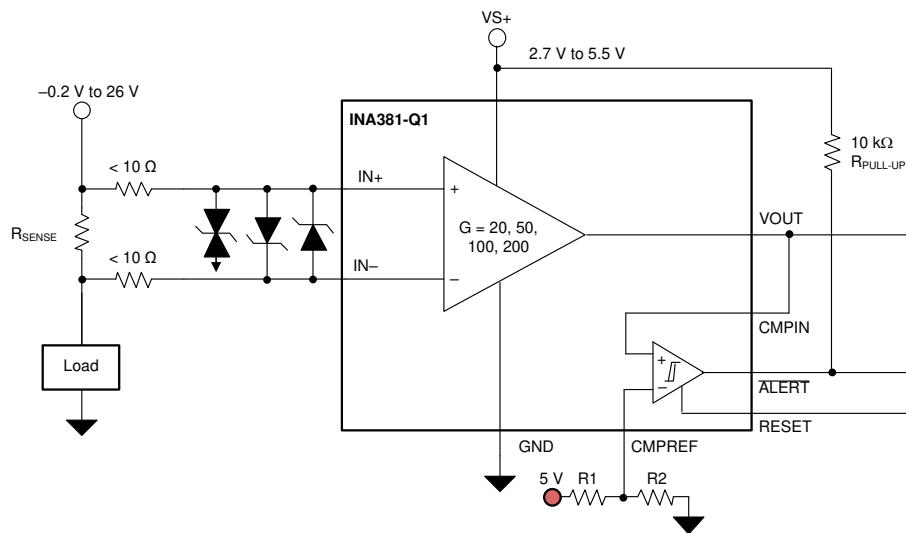 VS+
2.7 V to 5.5 V
–0.2 V to 26 V
INA381-Q1
< 10 Ω
10 kΩ
RPULL-UP
IN+
+
G = 20, 50,
100, 200
VOUT
RSENSE
< 10 Ω
IN–
–
CMPIN
Load
+
–
ALERT
RESET
GND
CMPREF
5 V
R1
R2